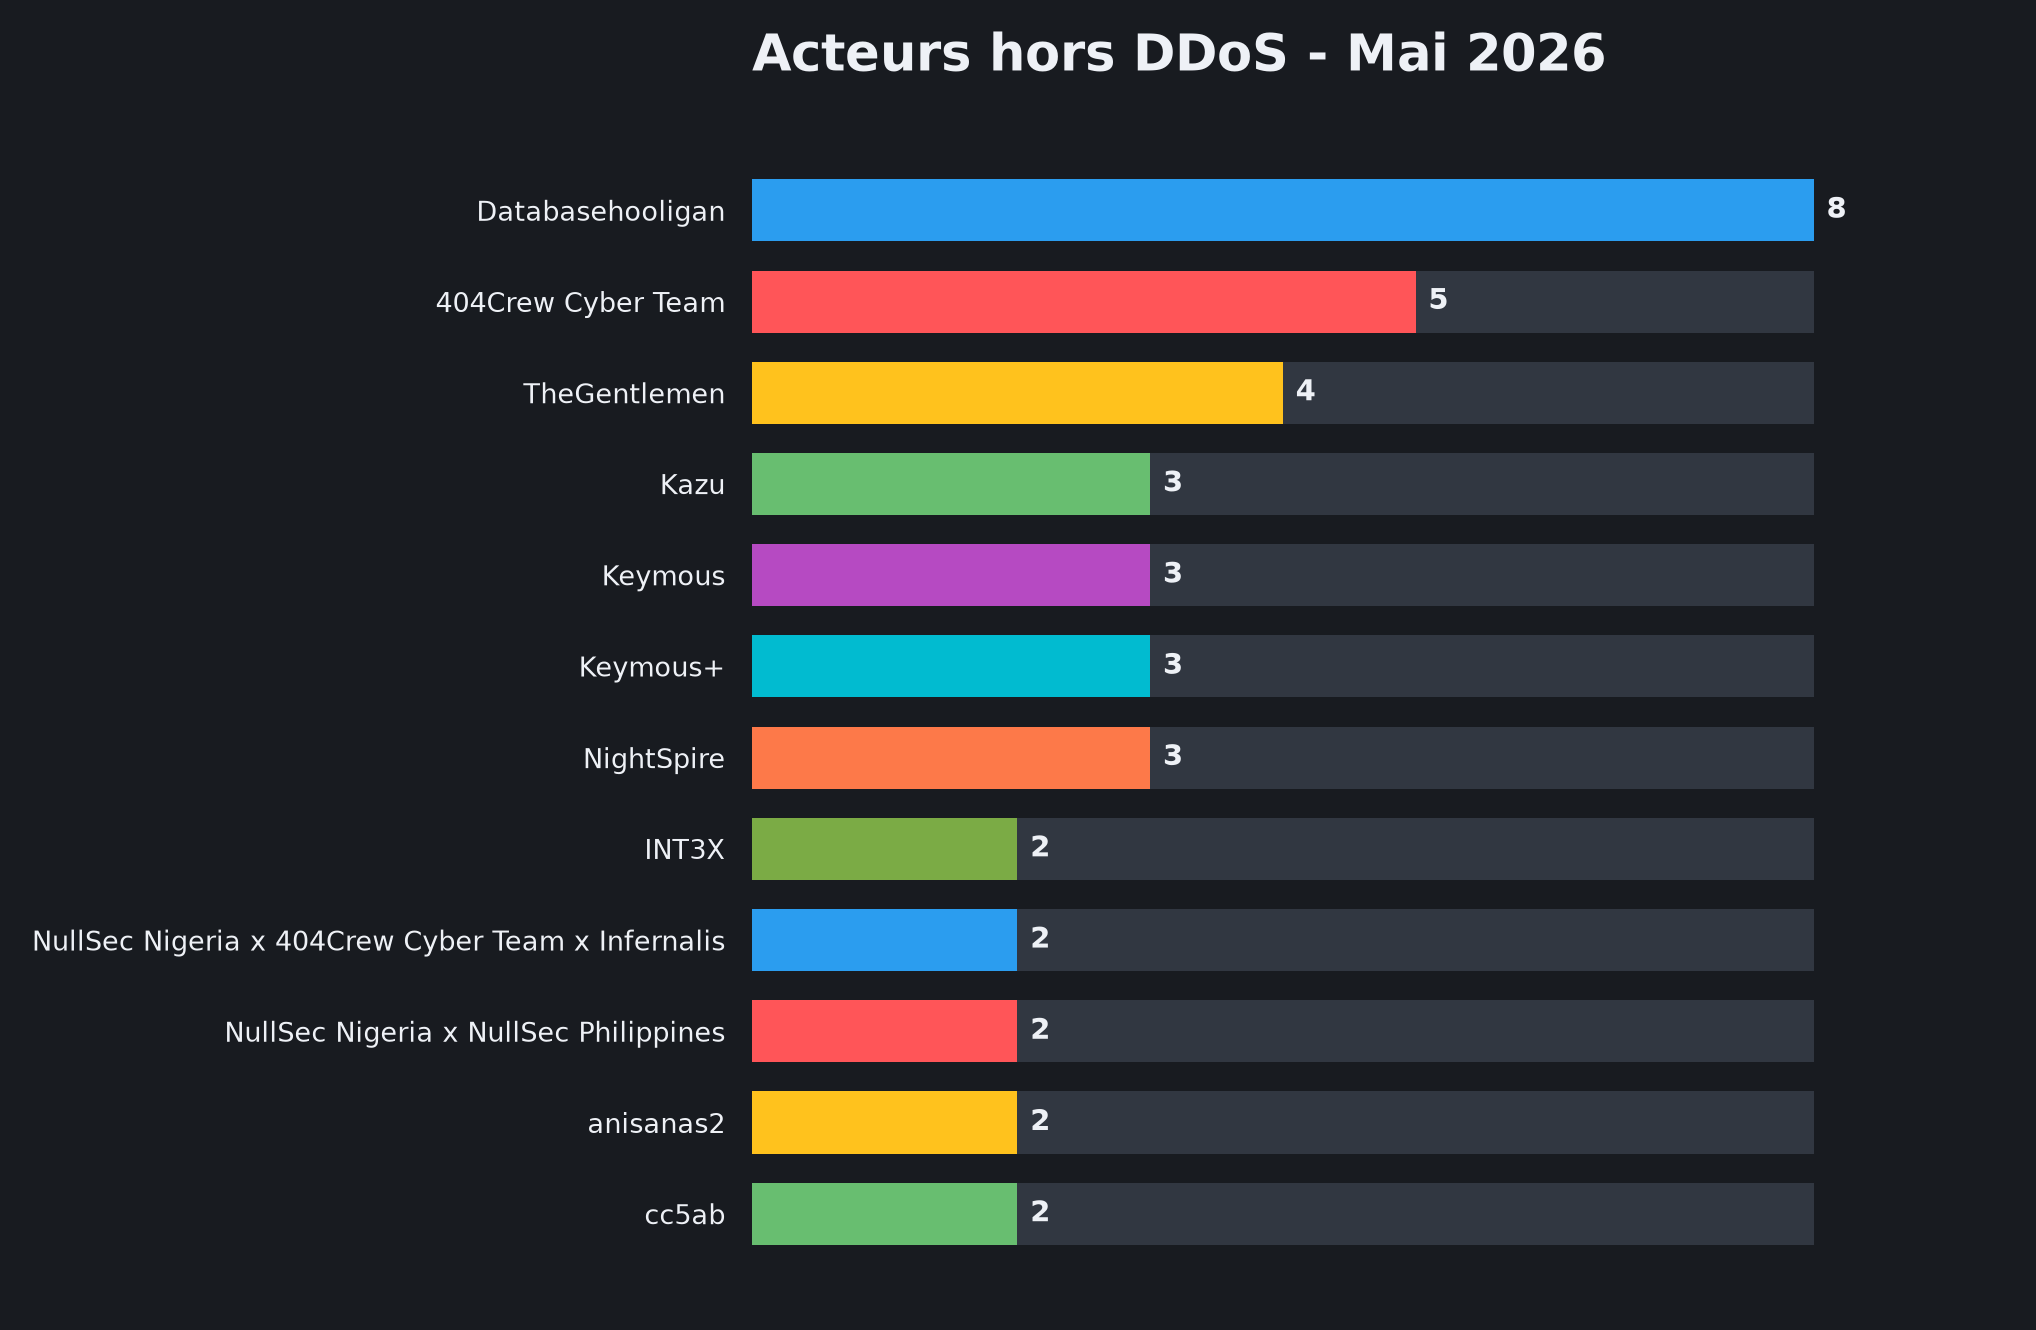 Acteurs hors DDoS - Mai 2026
Databasehooligan 8
404Crew Cyber Team 5
TheGentlemen 4
Kazu 3
Keymous 3
Keymous+ 3
NightSpire 3
INT3X 2
NullSec Nigeria x 404Crew Cyber Team x Infernalis 2
NullSec Nigeria x NullSec Philippines 2
anisanas2 2
cc5ab 2